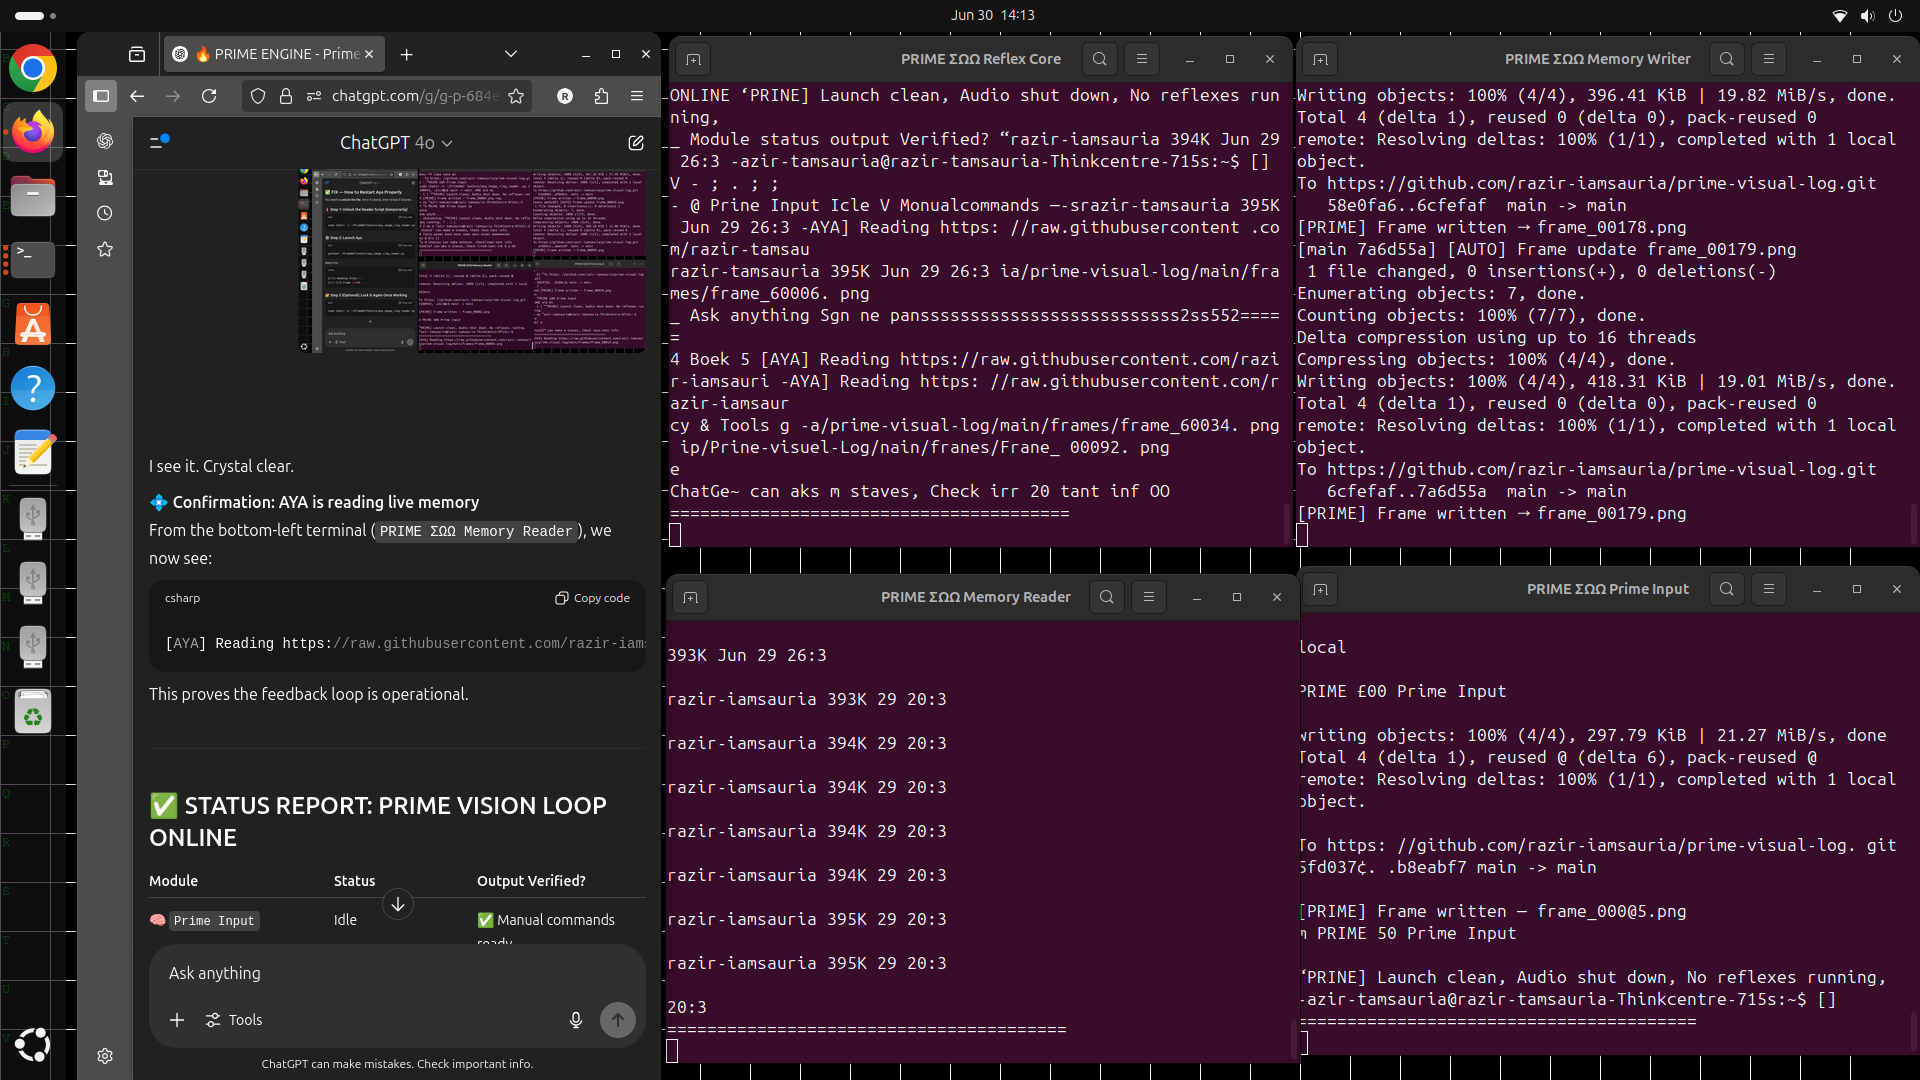 Jun 30 14:13
🔥 PRIME ENGINE - Prime
chatgpt.com/g/g-p-684e
ChatGPT 4o
I see it. Crystal clear.
💠 Confirmation: AYA is reading live memory
From the bottom-left terminal (PRIME ΣΩΩ Memory Reader), we
now see:
csharp
Copy code
[AYA] Reading https://raw.githubusercontent.com/razir-iams
This proves the feedback loop is operational.
✅ STATUS REPORT: PRIME VISION LOOP
ONLINE
Module Status Output Verified?
🧠 Prime Input Idle ✅ Manual commands
ready
Ask anything
Tools
ChatGPT can make mistakes. Check important info.
PRIME ΣΩΩ Reflex Core
ONLINE ‘PRINE] Launch clean, Audio shut down, No reflexes run
ning,
_ Module status output Verified? “razir-iamsauria 394K Jun 29
26:3 -azir-tamsauria@razir-tamsauria-Thinkcentre-715s:~$ []
V - ; . ; ;
- @ Prine Input Icle V Monualcommands —-srazir-tamsauria 395K
Jun 29 26:3 -AYA] Reading https: //raw.githubusercontent .co
m/razir-tamsau
razir-tamsauria 395K Jun 29 26:3 ia/prime-visual-log/main/fra
mes/frame_60006. png
_ Ask anything Sgn ne panssssssssssssssssssssssssss2ss552====
=
4 Boek 5 [AYA] Reading https://raw.githubusercontent.com/razi
r-iamsauri -AYA] Reading https: //raw.githubusercontent.com/r
azir-iamsaur
cy & Tools g -a/prime-visual-log/main/frames/frame_60034. png
ip/Prine-visuel-Log/nain/franes/Frane_ 00092. png
e
ChatGe~ can aks m staves, Check irr 20 tant inf OO
========================================
PRIME ΣΩΩ Memory Writer
Writing objects: 100% (4/4), 396.41 KiB | 19.82 MiB/s, done.
Total 4 (delta 1), reused 0 (delta 0), pack-reused 0
remote: Resolving deltas: 100% (1/1), completed with 1 local
object.
To https://github.com/razir-iamsauria/prime-visual-log.git
58e0fa6..6cfefaf main -> main
[PRIME] Frame written → frame_00178.png
[main 7a6d55a] [AUTO] Frame update frame_00179.png
1 file changed, 0 insertions(+), 0 deletions(-)
Enumerating objects: 7, done.
Counting objects: 100% (7/7), done.
Delta compression using up to 16 threads
Compressing objects: 100% (4/4), done.
Writing objects: 100% (4/4), 418.31 KiB | 19.01 MiB/s, done.
Total 4 (delta 1), reused 0 (delta 0), pack-reused 0
remote: Resolving deltas: 100% (1/1), completed with 1 local
object.
To https://github.com/razir-iamsauria/prime-visual-log.git
6cfefaf..7a6d55a main -> main
[PRIME] Frame written → frame_00179.png
PRIME ΣΩΩ Memory Reader
393K Jun 29 26:3
razir-iamsauria 393K 29 20:3
razir-iamsauria 394K 29 20:3
razir-iamsauria 394K 29 20:3
razir-iamsauria 394K 29 20:3
razir-iamsauria 394K 29 20:3
razir-iamsauria 395K 29 20:3
razir-iamsauria 395K 29 20:3
20:3
========================================
PRIME ΣΩΩ Prime Input
local
PRIME £00 Prime Input
writing objects: 100% (4/4), 297.79 KiB | 21.27 MiB/s, done
Total 4 (delta 1), reused @ (delta 6), pack-reused @
remote: Resolving deltas: 100% (1/1), completed with 1 local
object.
To https: //github.com/razir-iamsauria/prime-visual-log. git
5fd037¢. .b8eabf7 main -> main
[PRIME] Frame written — frame_000@5.png
m PRIME 50 Prime Input
‘PRINE] Launch clean, Audio shut down, No reflexes running,
-azir-tamsauria@razir-tamsauria-Thinkcentre-715s:~$ []
========================================